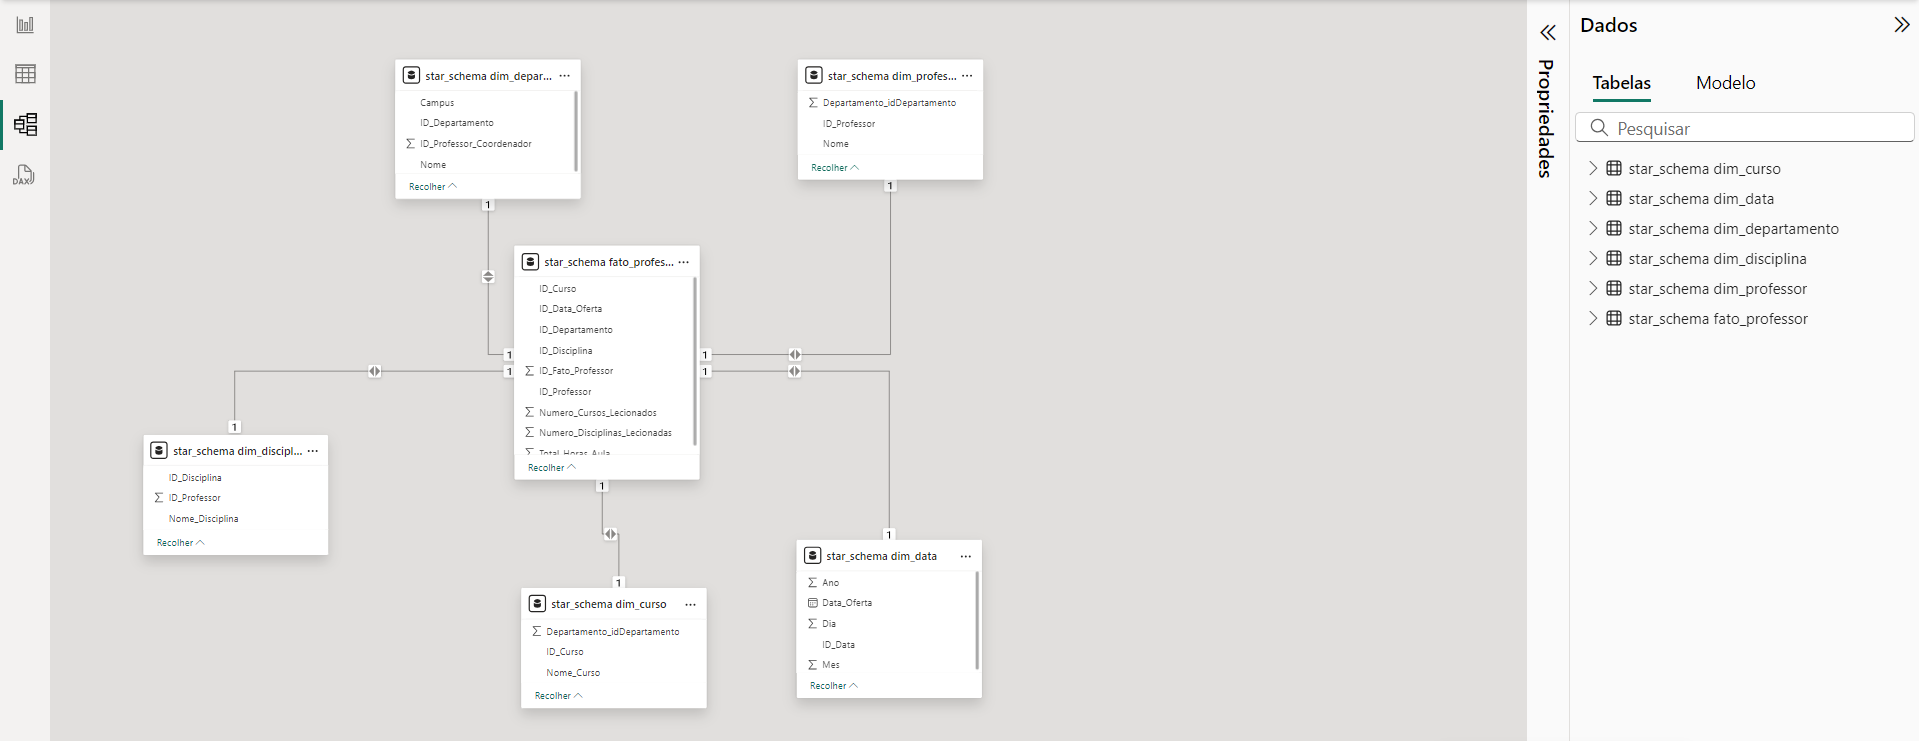 star_schema dim_depar...
Campus
ID_Departamento
ID_Professor_Coordenador
Nome
Recolher
1
star_schema dim_profes...
Departamento_idDepartamento
ID_Professor
Nome
Recolher
1
star_schema fato_profes...
ID_Curso
ID_Data_Oferta
ID_Departamento
ID_Disciplina
ID_Fato_Professor
ID_Professor
Numero_Cursos_Lecionados
Numero_Disciplinas_Lecionadas
Total_Horas_Aula
Recolher
1
1
1
1
1
1
star_schema dim_discipl...
ID_Disciplina
ID_Professor
Nome_Disciplina
Recolher
1
star_schema dim_curso
Departamento_idDepartamento
ID_Curso
Nome_Curso
Recolher
1
star_schema dim_data
Ano
Data_Oferta
Dia
ID_Data
Mes
Recolher
DAX
Propriedades
Dados
Tabelas Modelo
Pesquisar
star_schema dim_curso
star_schema dim_data
star_schema dim_departamento
star_schema dim_disciplina
star_schema dim_professor
star_schema fato_professor